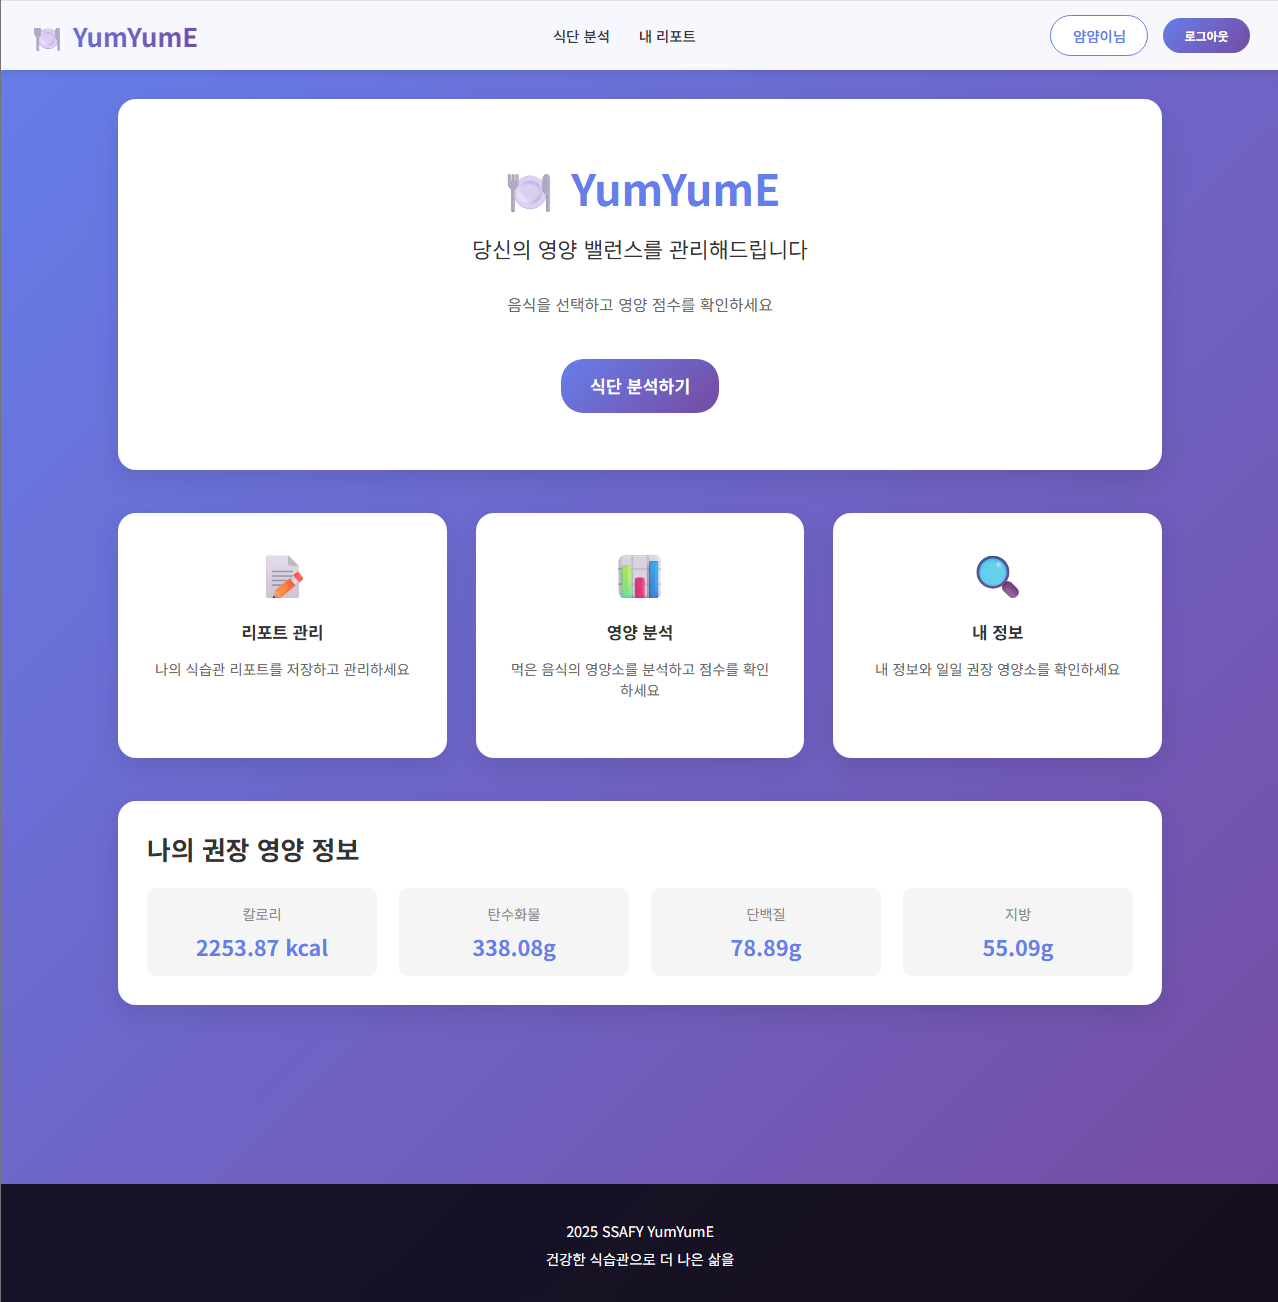 YumYumE
식단 분석
내 리포트
얌얌이님
로그아웃
YumYumE
당신의 영양 밸런스를 관리해드립니다
음식을 선택하고 영양 점수를 확인하세요
식단 분석하기
리포트 관리
나의 식습관 리포트를 저장하고 관리하세요
영양 분석
먹은 음식의 영양소를 분석하고 점수를 확인
하세요
내 정보
내 정보와 일일 권장 영양소를 확인하세요
나의 권장 영양 정보
칼로리
2253.87 kcal
탄수화물
338.08g
단백질
78.89g
지방
55.09g
2025 SSAFY YumYumE
건강한 식습관으로 더 나은 삶을